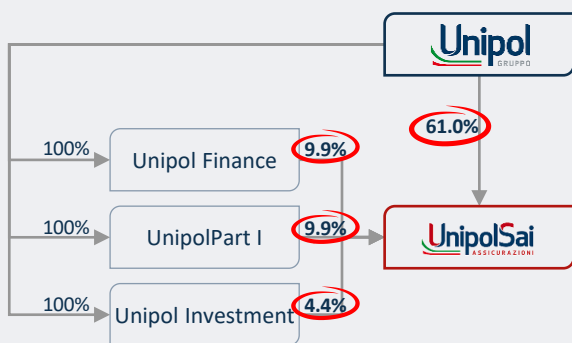 Unipol
GRUPPO
61.0%
100%
Unipol Finance
9.9%
100%
UnipolPart I
9.9%
UnipolSai
ASSICURAZIONI
100%
Unipol Investment
4.4%